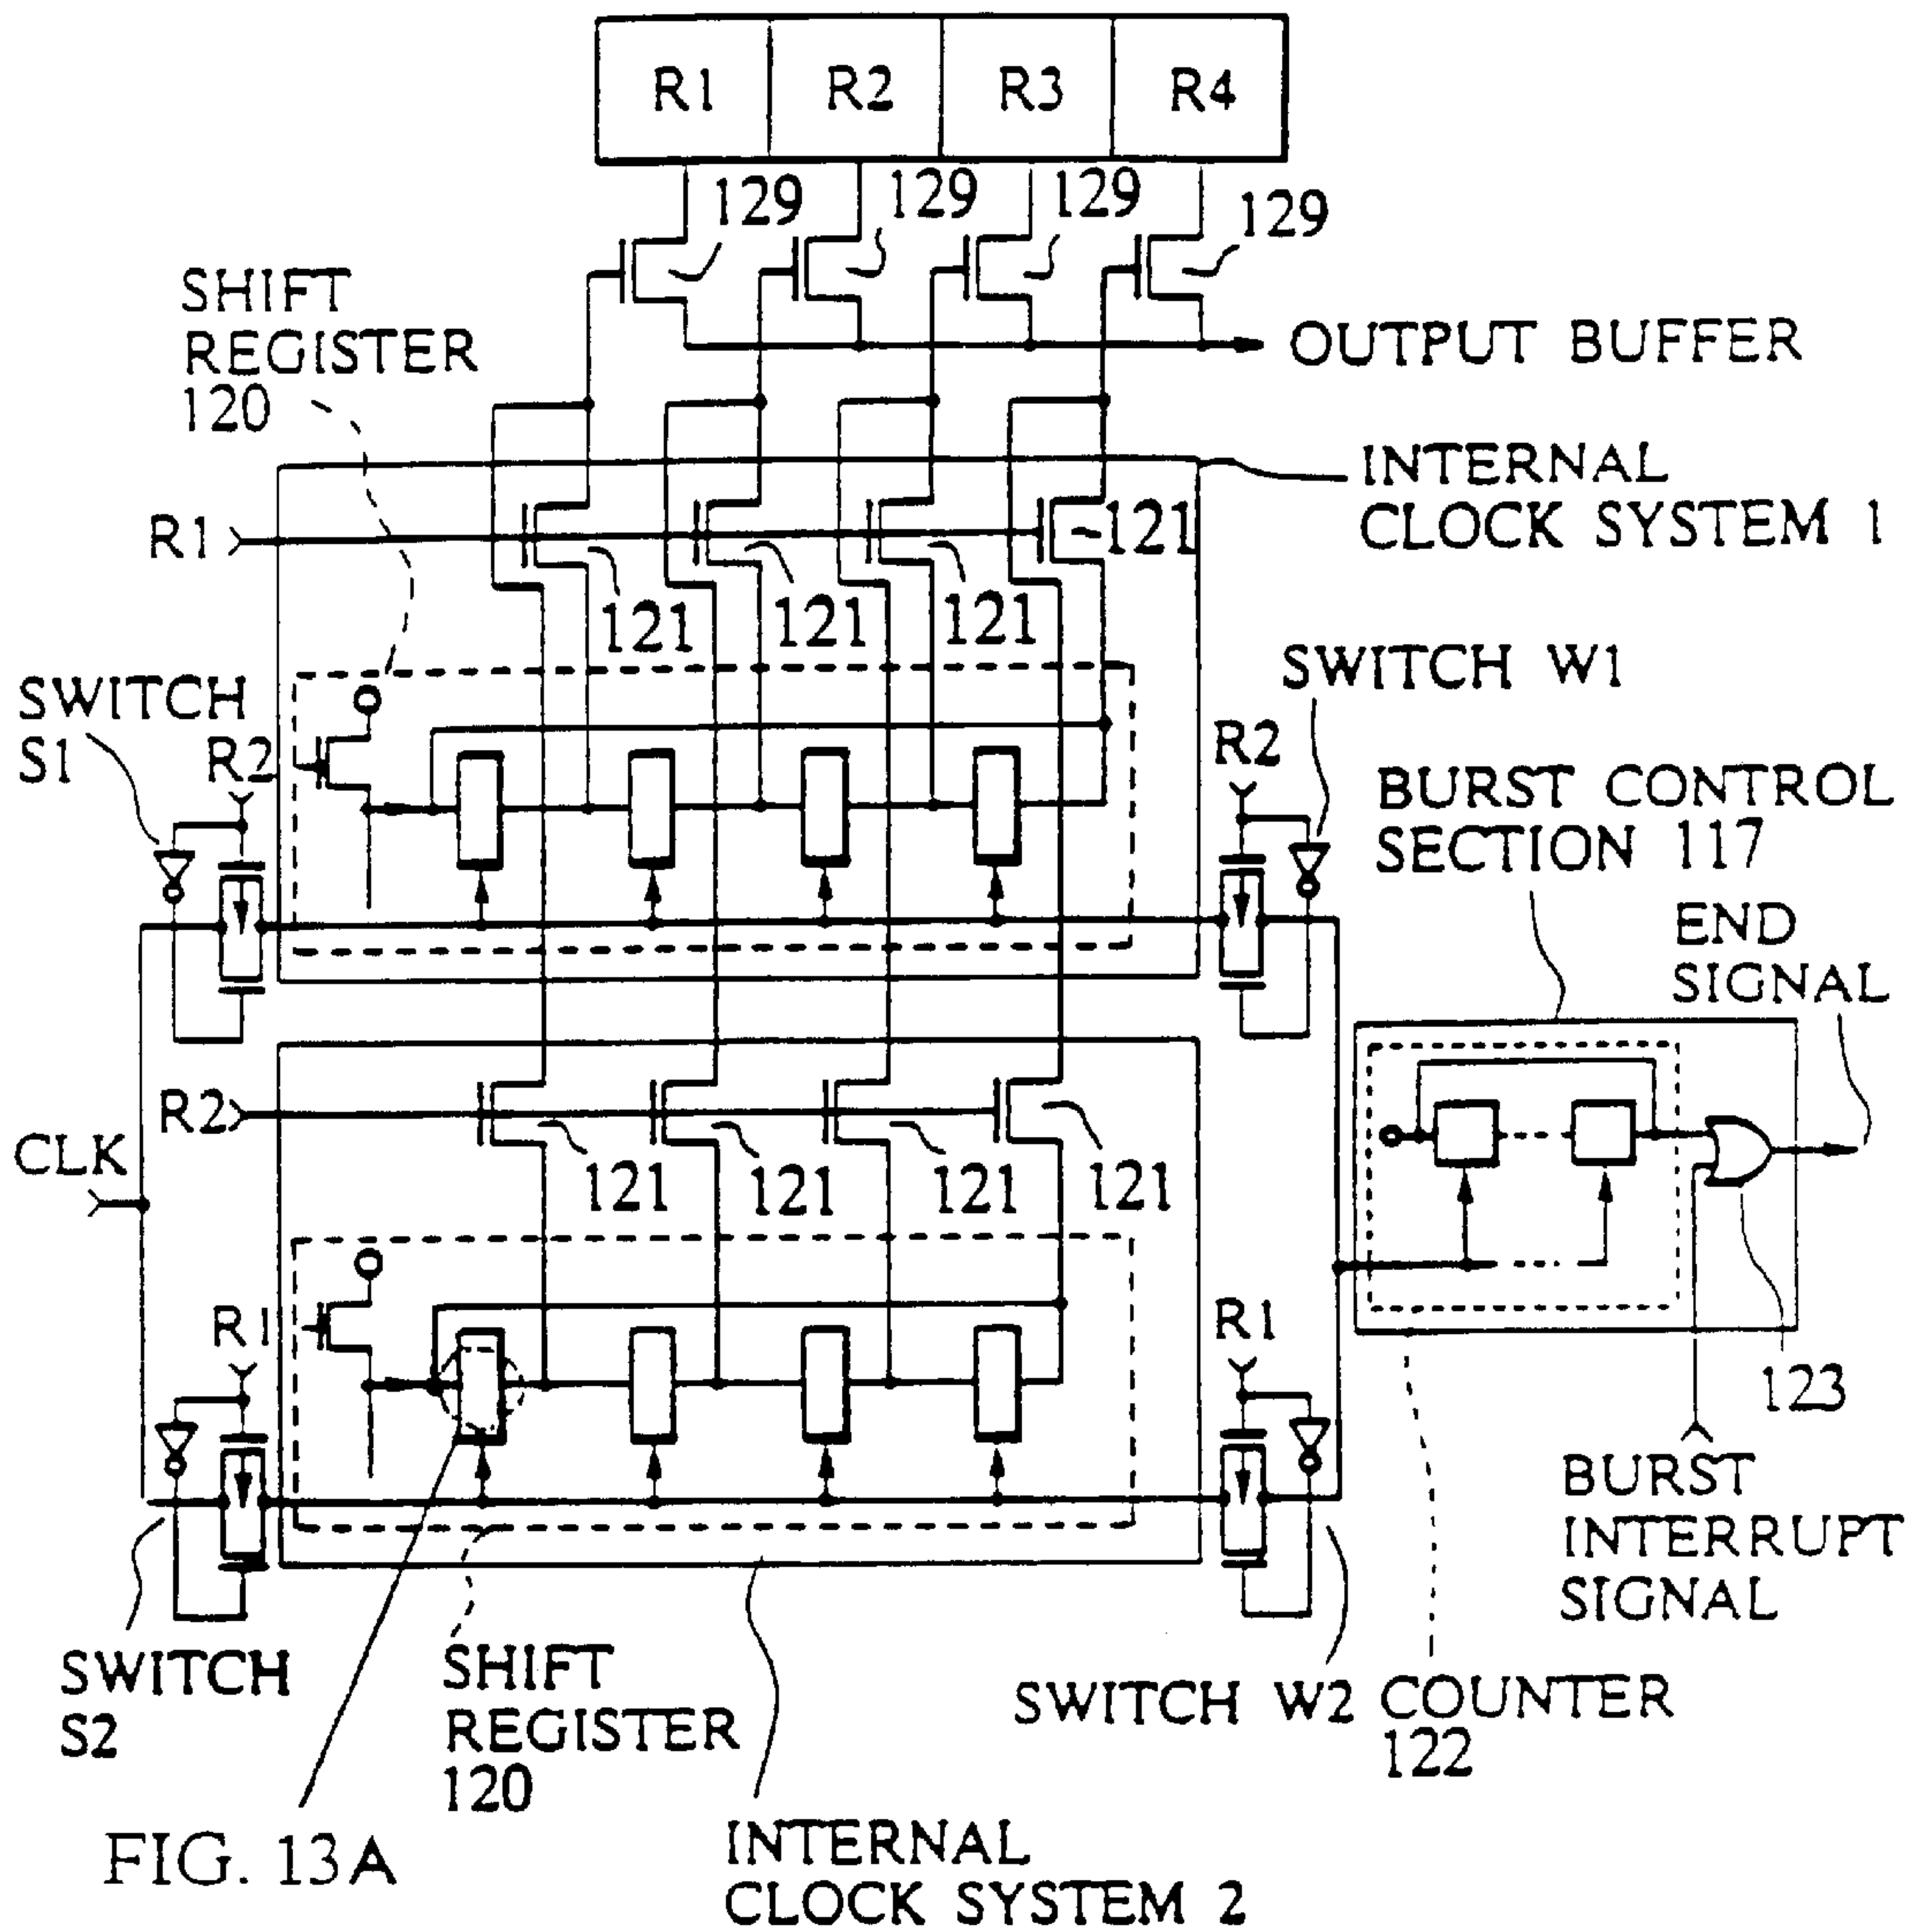 R1 R2 R3 R4
129 129 129 129
SHIFT
REGISTER
120
OUTPUT BUFFER
INTERNAL
CLOCK SYSTEM 1
R1
121
121 121 121
SWITCH
S1
R2
SWITCH W1
R2
BURST CONTROL
SECTION 117
END
SIGNAL
R2
CLK
121 121 121 121
R1
R1
123
BURST
INTERRUPT
SIGNAL
SWITCH
S2
SHIFT
REGISTER
120
SWITCH W2
COUNTER
122
FIG. 13A
INTERNAL
CLOCK SYSTEM 2